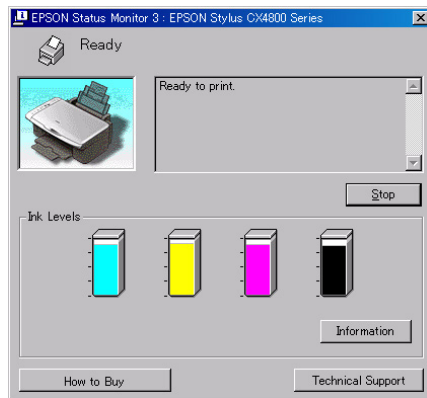 EPSON Status Monitor 3 : EPSON Stylus CX4800 Series
Ready
Ready to print.
Stop
Ink Levels
Information
How to Buy
Technical Support